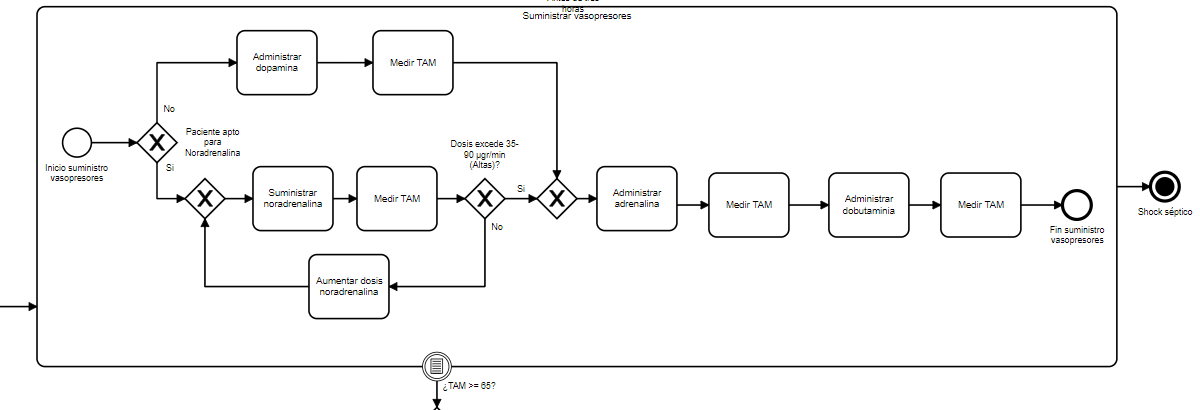 horas
Suministrar vasopresores
Administrar
dopamina
Medir TAM
No
Paciente apto
para
Noradrenalina
Inicio suministro
vasopresores
Si
Dosis excede 35-
90 µgr/min
(Altas)?
Suministrar
noradrenalina
Medir TAM
Si
No
Administrar
adrenalina
Medir TAM
Administrar
dobutaminia
Medir TAM
Fin suministro
vasopresores
Shock séptico
Aumentar dosis
noradrenalina
¿TAM >= 65?